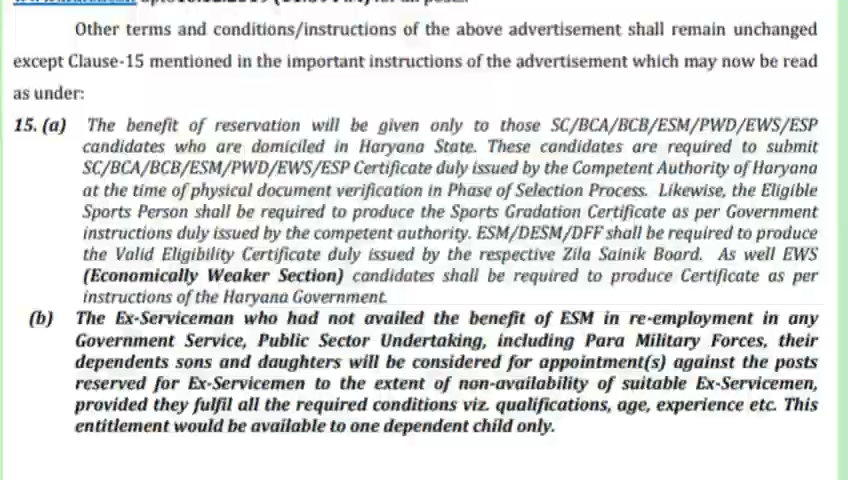 Other terms and conditions/instructions of the above advertisement shall remain unchanged
except Clause-15 mentioned in the important instructions of the advertisement which may now be read
as under:
15. (a) The benefit of reservation will be given only to those SC/BCA/BCB/ESM/PWD/EWS/ESP
candidates who are domiciled in Haryana State. These candidates are required to submit
SC/BCA/BCB/ESM/PWD/EWS/ESP Certificate duly issued by the Competent Authority of Haryana
at the time of physical document verification in Phase of Selection Process. Likewise, the Eligible
Sports Person shall be required to produce the Sports Gradation Certificate as per Government
instructions duly issued by the competent authority. ESM/DESM/DFF shall be required to produce
the Valid Eligibility Certificate duly issued by the respective Zila Sainik Board. As well EWS
(Economically Weaker Section) candidates shall be required to produce Certificate as per
instructions of the Haryana Government.
(b) The Ex-Serviceman who had not availed the benefit of ESM in re-employment in any
Government Service, Public Sector Undertaking, including Para Military Forces, their
dependents sons and daughters will be considered for appointment(s) against the posts
reserved for Ex-Servicemen to the extent of non-availability of suitable Ex-Servicemen,
provided they fulfil all the required conditions viz. qualifications, age, experience etc. This
entitlement would be available to one dependent child only.